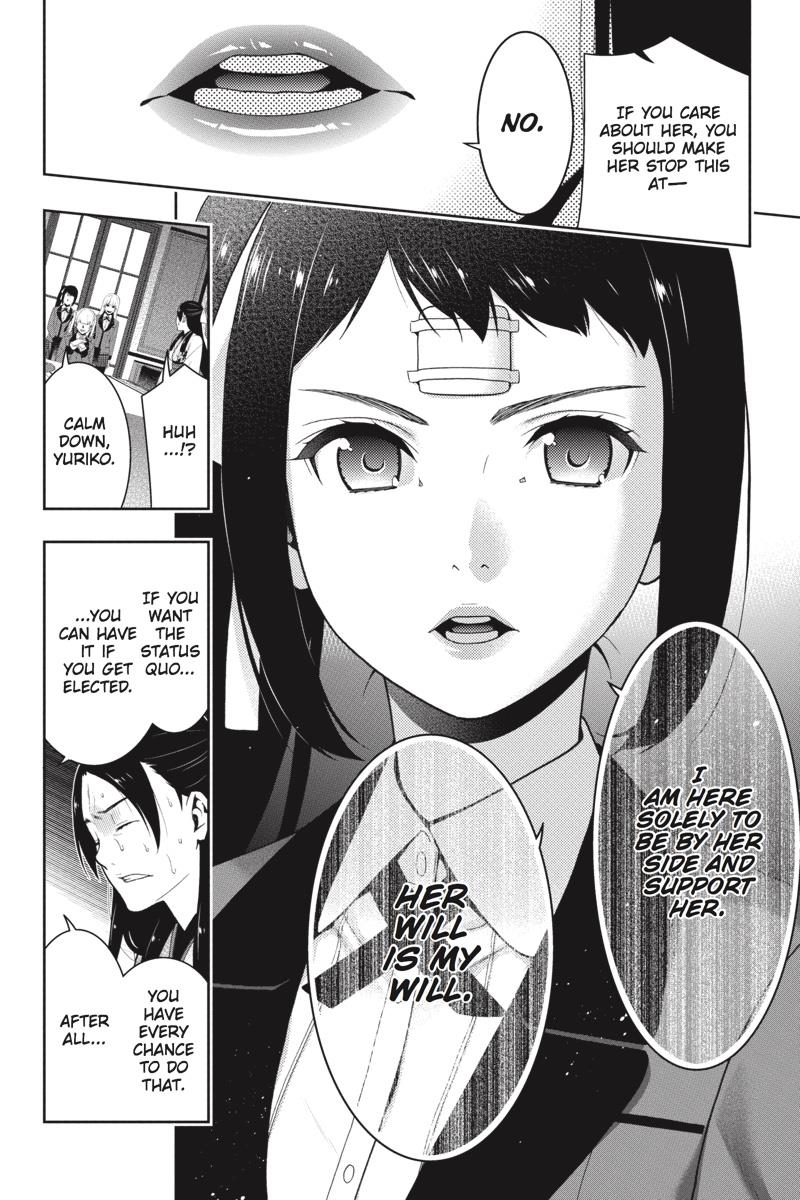 IF YOU CARE
ABOUT HER, YOU
SHOULD MAKE
HER STOP THIS
AT—
NO.
I
AM HERE
SOLELY TO
BE BY HER
SIDE AND
SUPPORT
HER.
HER
WILL
IS MY
WILL.
HUH
...!?
CALM
DOWN,
YURIKO.
IF YOU
WANT
THE
STATUS
QUO...
...YOU
CAN HAVE
IT IF
YOU GET
ELECTED.
YOU
HAVE
EVERY
CHANCE
TO DO
THAT.
AFTER
ALL...